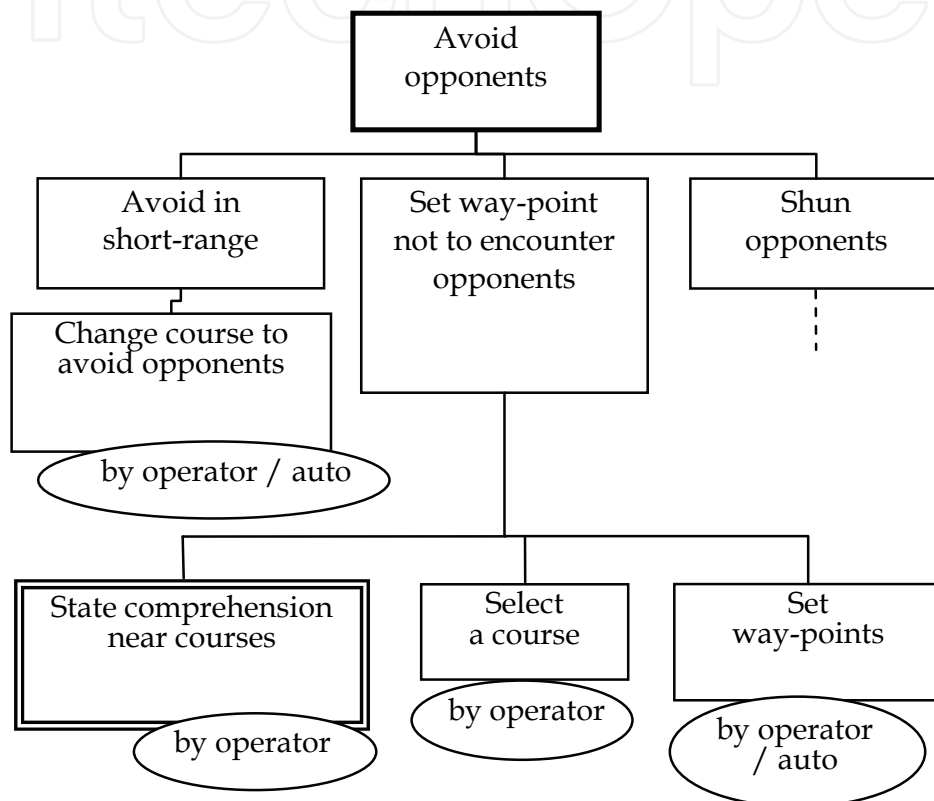 Avoid
opponents
Avoid in
short-range
Set way-point
not to encounter
opponents
Shun
opponents
Change course to
avoid opponents
by operator / auto
State comprehension
near courses
by operator
Select
a course
by operator
Set
way-points
by operator
/ auto